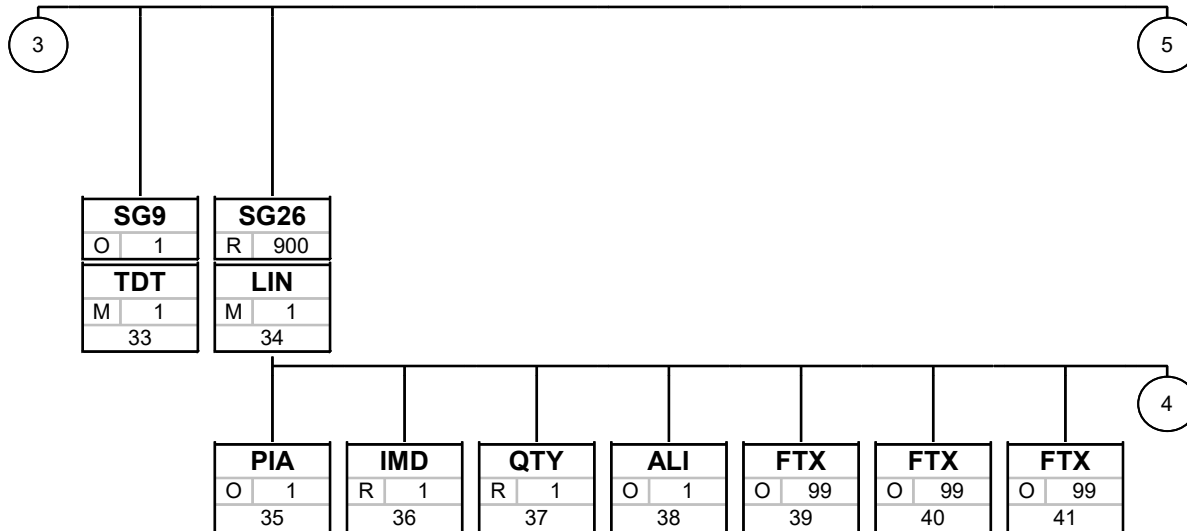 3
5
SG9 SG26
O 1 R 900
TDT LIN
M 1 M 1
33 34
4
PIA IMD QTY ALI FTX FTX FTX
O 1 R 1 R 1 O 1 O 99 O 99 O 99
35 36 37 38 39 40 41